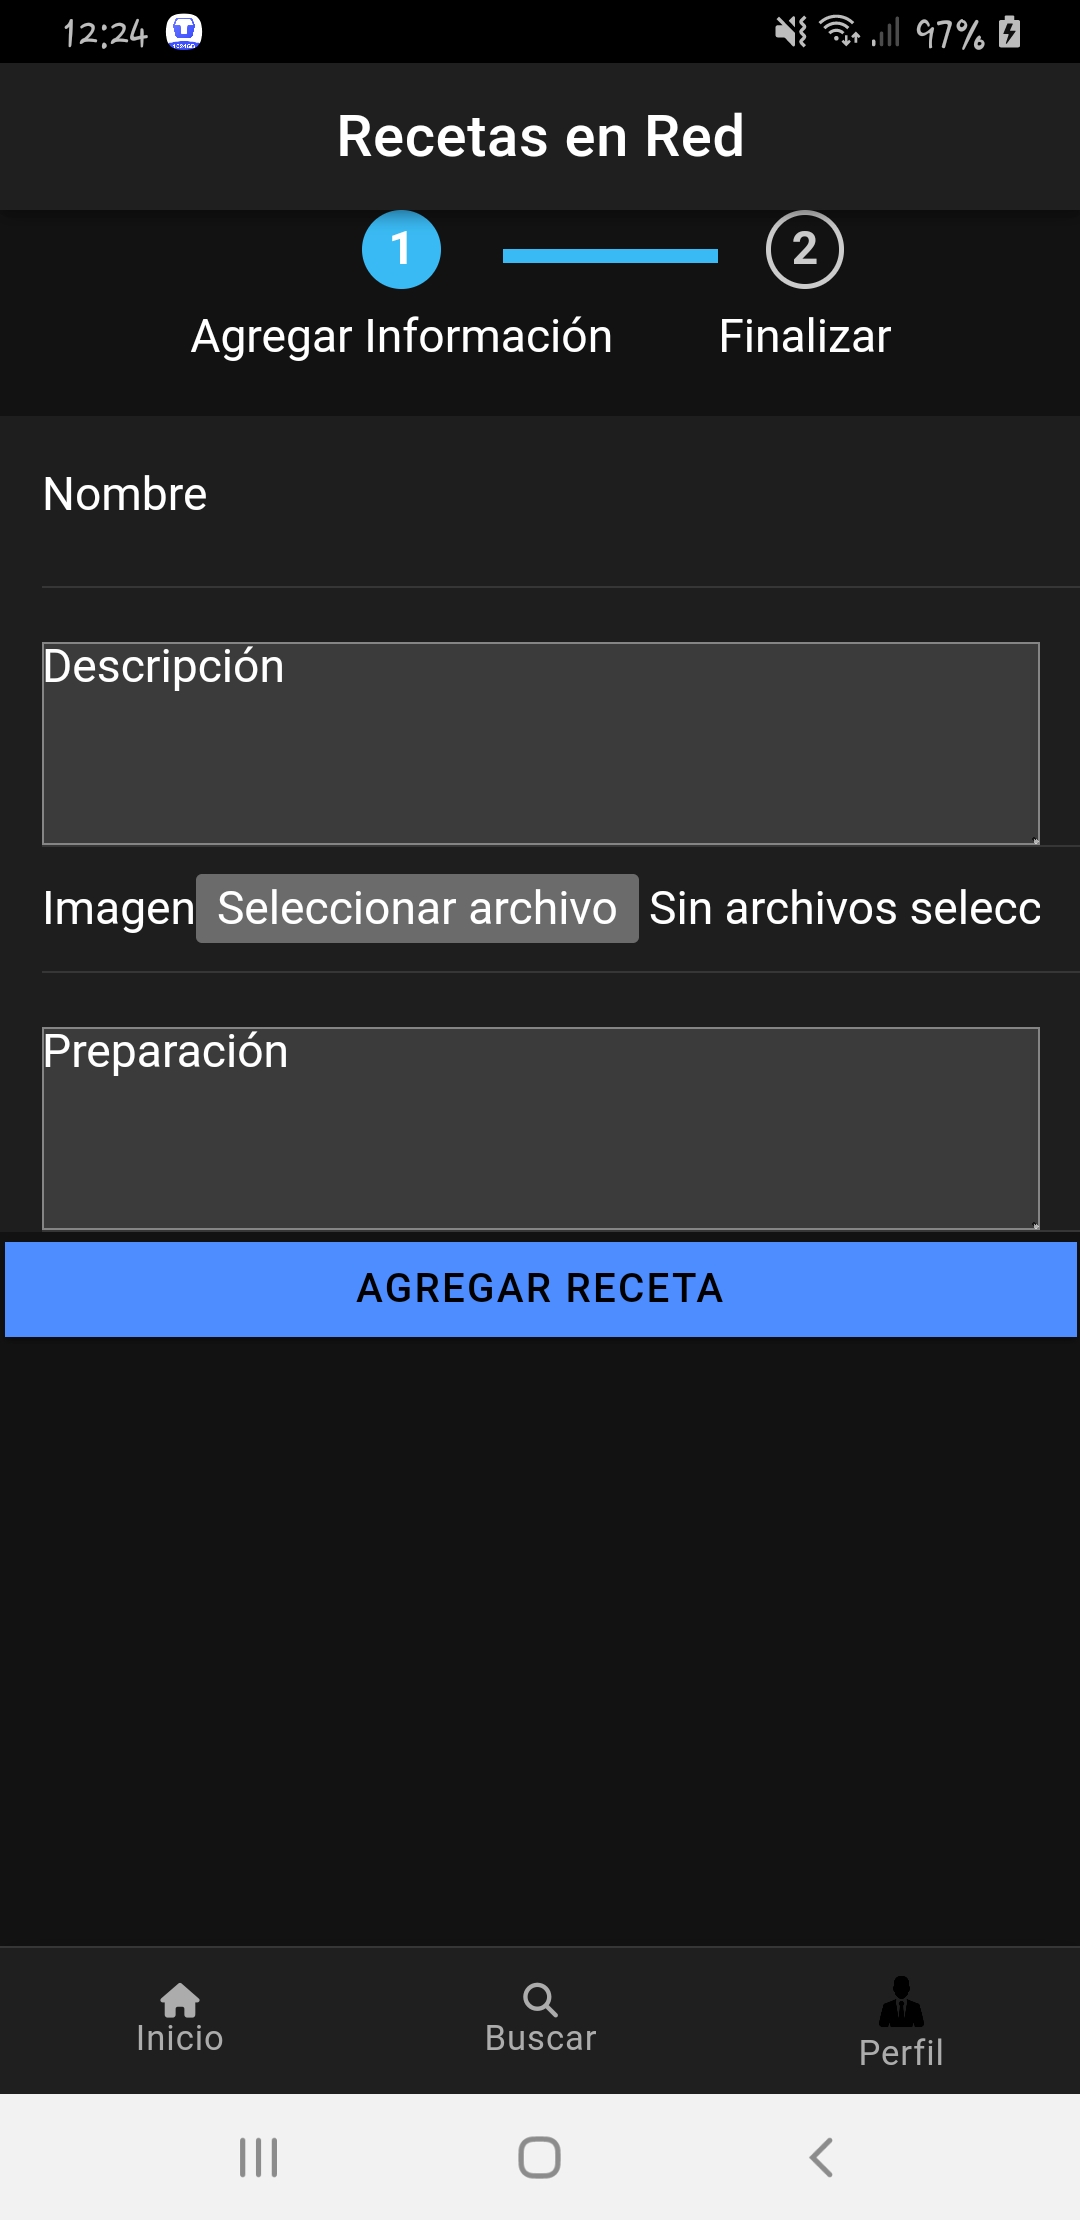 12:24
97%
Recetas en Red
1
2
Agregar Información
Finalizar
Nombre
Descripción
Imagen Seleccionar archivo Sin archivos selecc
Preparación
AGREGAR RECETA
Inicio
Buscar
Perfil